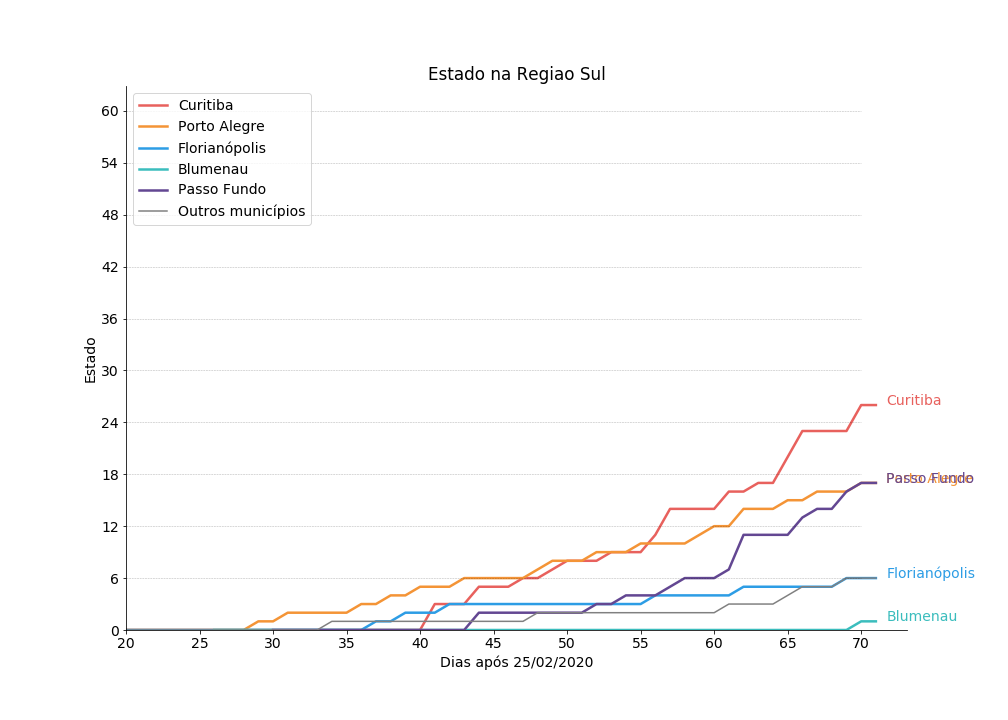 Estado na Regiao Sul
Curitiba
Porto Alegre
Florianópolis
Blumenau
Passo Fundo
Outros municípios
60
54
48
42
36
30
24
18
12
6
0
Estado
20 25 30 35 40 45 50 55 60 65 70
Dias após 25/02/2020
Curitiba
Porto Alegre
Passo Fundo
Florianópolis
Blumenau